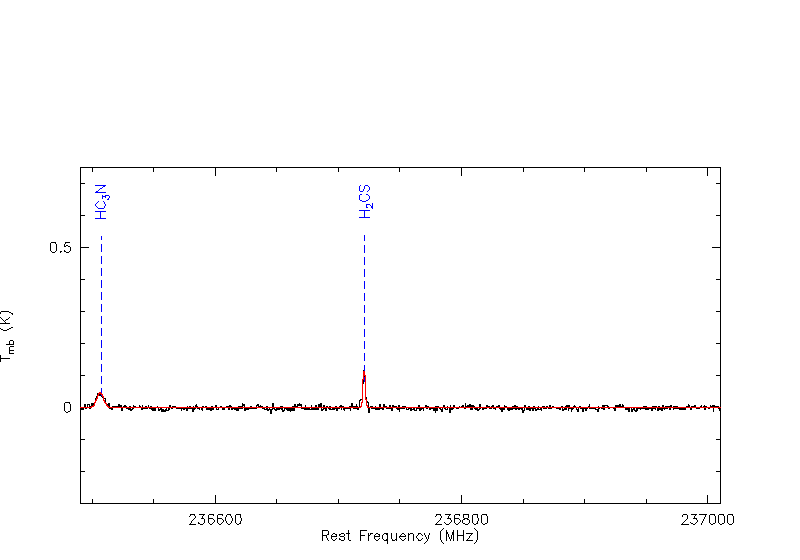 HC3N
H2CS
0.5
0
Tmb (K)
236600
236800
237000
Rest Frequency (MHz)